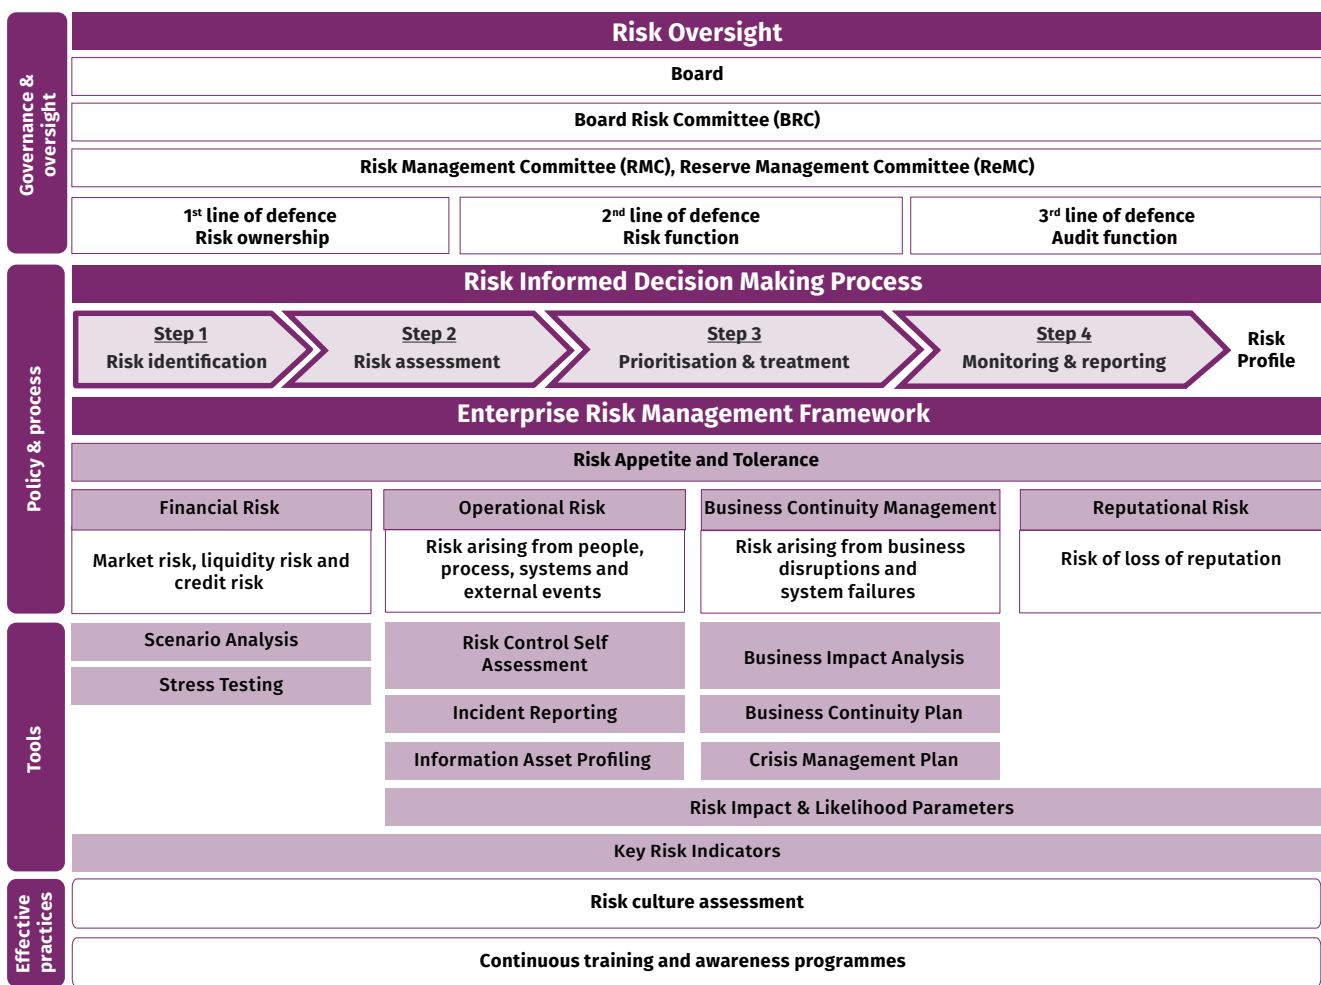 Governance &
oversight
Risk Oversight
Board
Board Risk Committee (BRC)
Risk Management Committee (RMC), Reserve Management Committee (ReMC)
1st line of defence
Risk ownership
2nd line of defence
Risk function
3rd line of defence
Audit function
Policy & process
Risk Informed Decision Making Process
Step 1
Risk identification
Step 2
Risk assessment
Step 3
Prioritisation & treatment
Step 4
Monitoring & reporting
Risk
Profile
Enterprise Risk Management Framework
Risk Appetite and Tolerance
Financial Risk
Market risk, liquidity risk and
credit risk
Operational Risk
Risk arising from people,
process, systems and
external events
Business Continuity Management
Risk arising from business
disruptions and
system failures
Reputational Risk
Risk of loss of reputation
Tools
Scenario Analysis
Stress Testing
Risk Control Self
Assessment
Incident Reporting
Information Asset Profiling
Business Impact Analysis
Business Continuity Plan
Crisis Management Plan
Risk Impact & Likelihood Parameters
Key Risk Indicators
Effective
practices
Risk culture assessment
Continuous training and awareness programmes